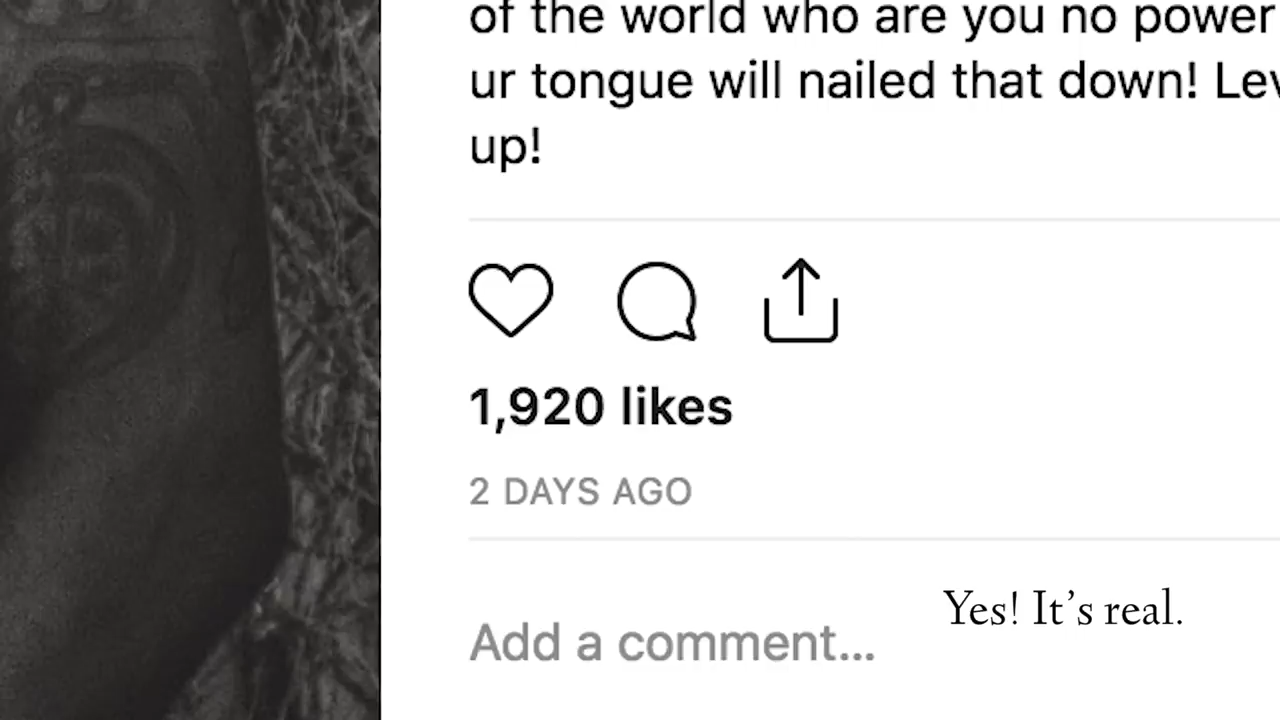 of the world who are you no power
ur tongue will nailed that down! Lev
up!
1,920 likes
2 DAYS AGO
Yes! It’s real.
Add a comment...